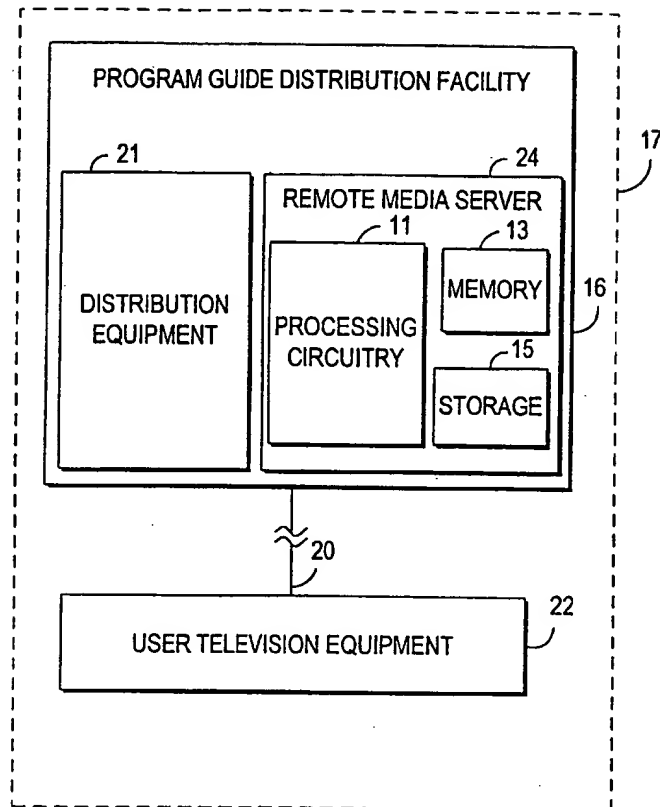 PROGRAM GUIDE DISTRIBUTION FACILITY
17
21
24
REMOTE MEDIA SERVER
11
13
MEMORY
16
DISTRIBUTION
EQUIPMENT
PROCESSING
CIRCUITRY
15
STORAGE
20
22
USER TELEVISION EQUIPMENT